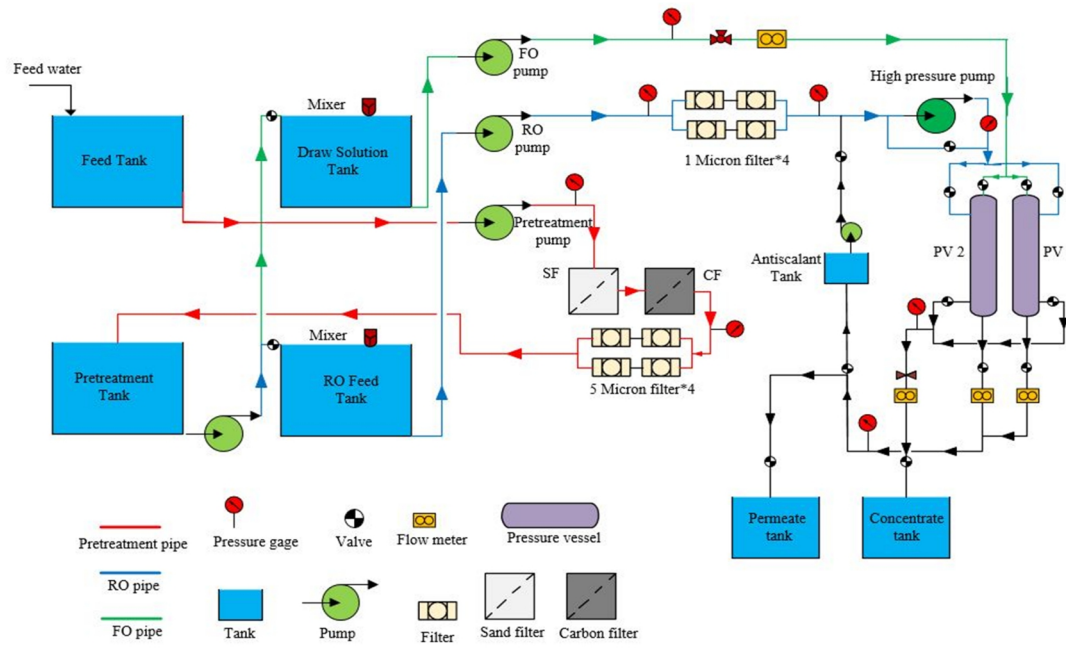 Feed water
Feed Tank
Mixer
Draw Solution
Tank
FO
pump
RO
pump
1 Micron filter*4
High pressure pump
Pretreatment
pump
SF
CF
Antiscalant
Tank
PV 2
PV
5 Micron filter*4
Pretreatment
Tank
Mixer
RO Feed
Tank
Permeate
tank
Concentrate
tank
Pretreatment pipe
Pressure gage
Valve
Flow meter
Pressure vessel
RO pipe
FO pipe
Tank
Pump
Filter
Sand filter
Carbon filter